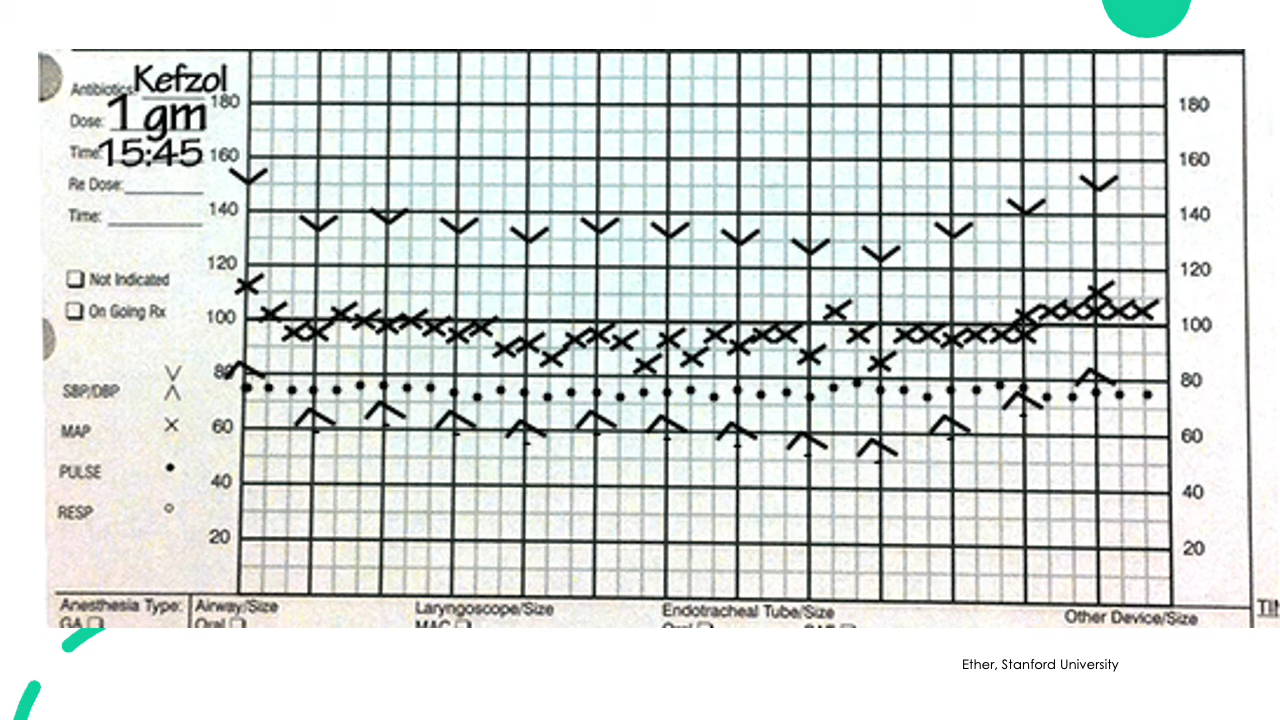 Antibiotics: Kefzol
Dose: 1 gm
Time: 15:45
Re Dose:
Time:
Not Indicated
On Going Rx
SBP/DBP
MAP
PULSE
RESP
180
160
140
120
100
80
60
40
20
180
160
140
120
100
80
60
40
20
Anesthesia Type: Airway/Size Laryngoscope/Size Endotracheal Tube/Size Other Device/Size
GA Oral MAC Oral
Ether, Stanford University